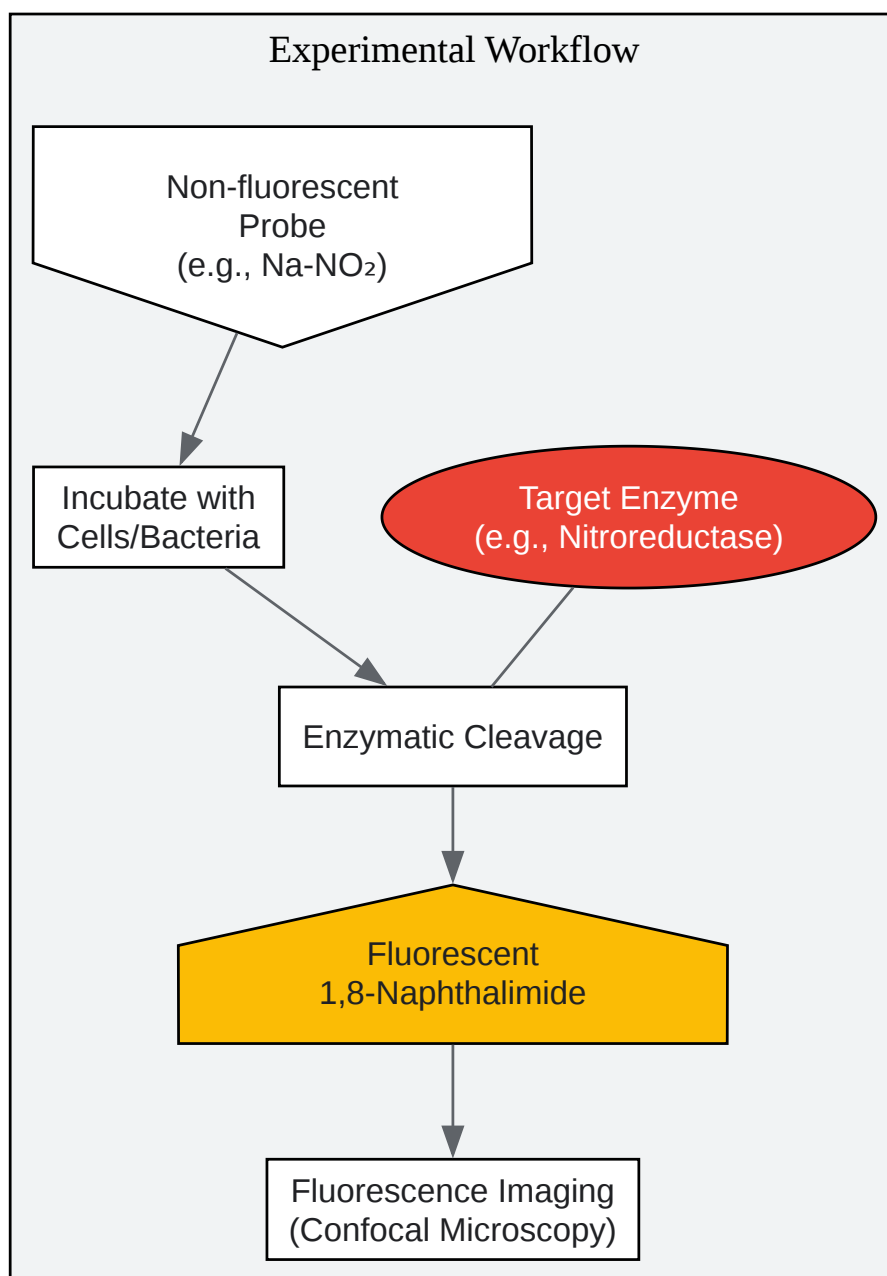 Experimental Workflow
Non-fluorescent
Probe
(e.g., Na-NO₂)
Incubate with
Cells/Bacteria
Target Enzyme
(e.g., Nitroreductase)
Enzymatic Cleavage
Fluorescent
1,8-Naphthalimide
Fluorescence Imaging
(Confocal Microscopy)